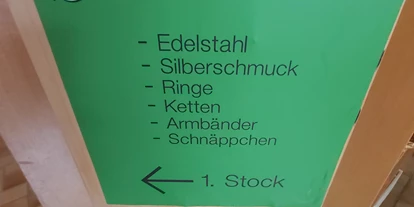 - Edelstahl
- Silberschmuck
- Ringe
- Ketten
- Armbänder
- Schnäppchen
← 1. Stock